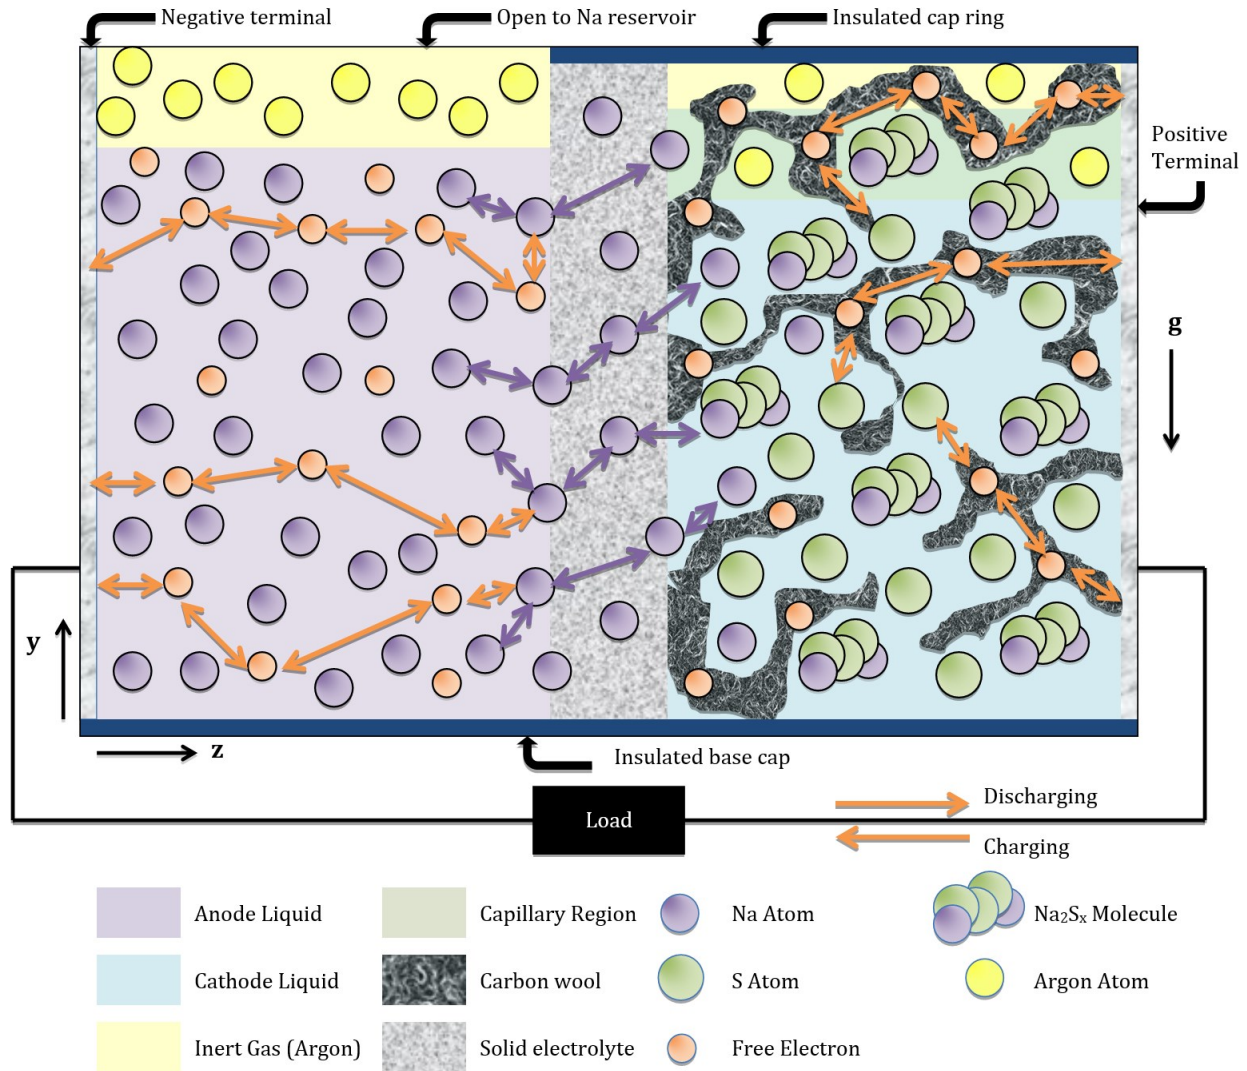 Negative terminal
Open to Na reservoir
Insulated cap ring
Positive
Terminal
g
y
z
Insulated base cap
Load
Discharging
Charging
Anode Liquid
Capillary Region
Na Atom
Na₂Sₓ Molecule
Cathode Liquid
Carbon wool
S Atom
Argon Atom
Inert Gas (Argon)
Solid electrolyte
Free Electron